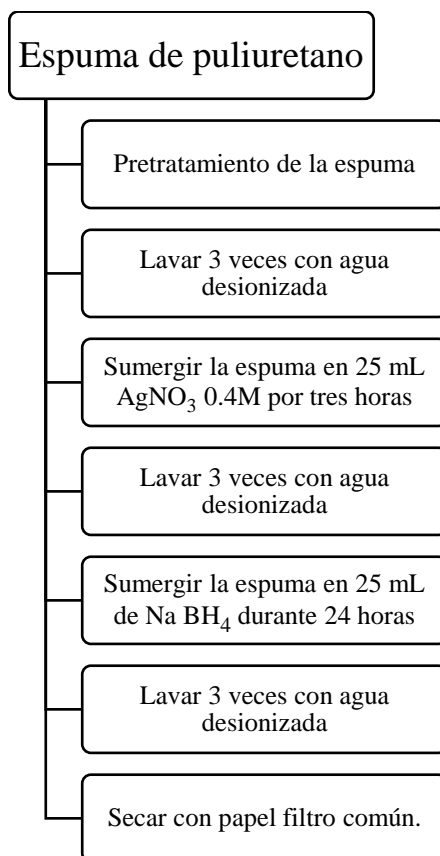 Espuma de puliuretano
Pretratamiento de la espuma
Lavar 3 veces con agua
desionizada
Sumergir la espuma en 25 mL
AgNO₃ 0.4M por tres horas
Lavar 3 veces con agua
desionizada
Sumergir la espuma en 25 mL
de Na BH₄ durante 24 horas
Lavar 3 veces con agua
desionizada
Secar con papel filtro común.